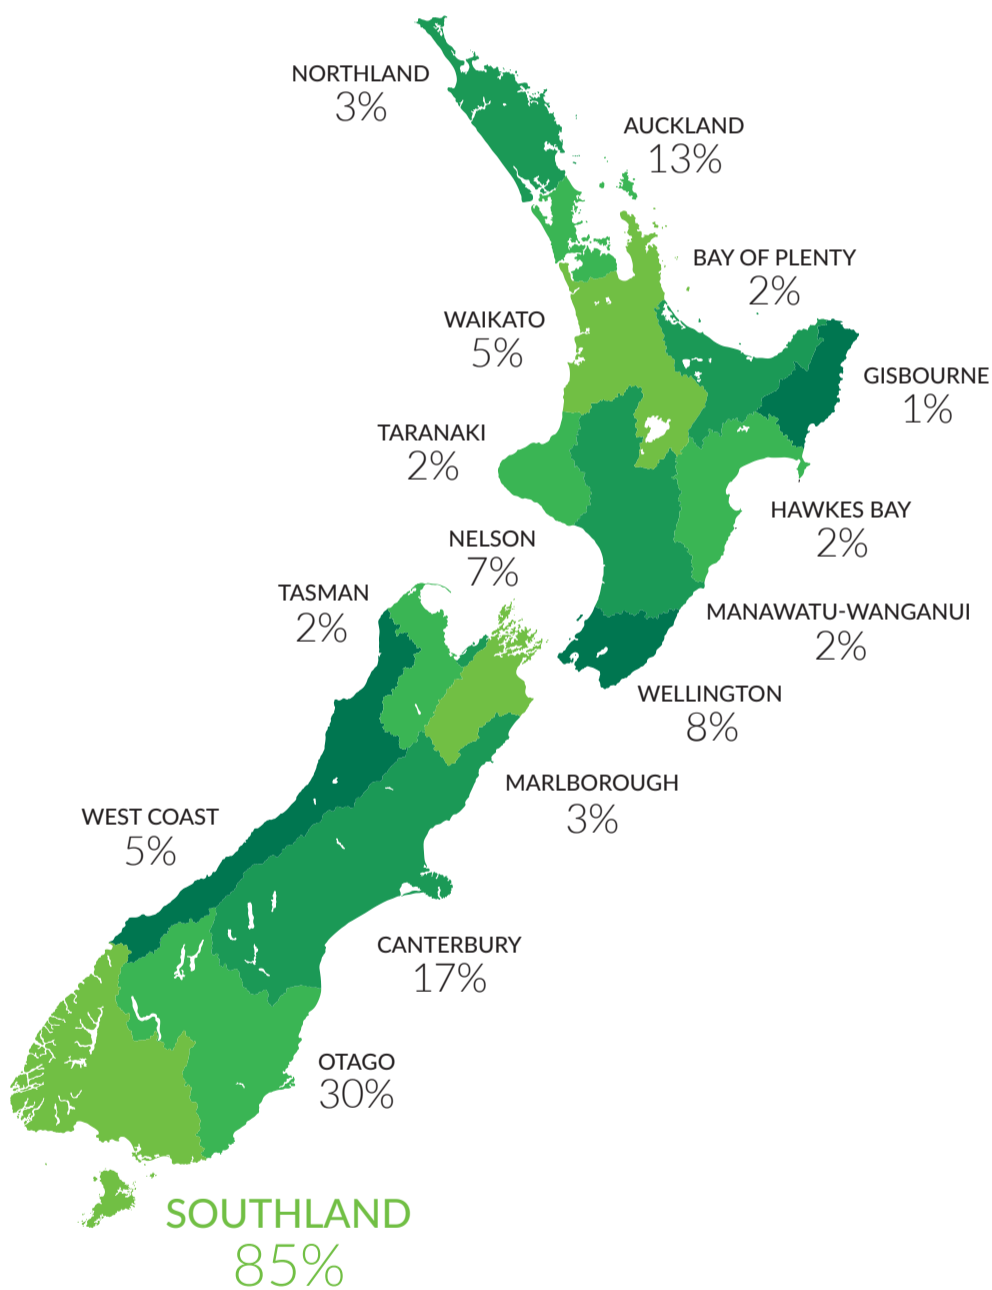 NORTHLAND
3%
AUCKLAND
13%
BAY OF PLENTY
2%
WAIKATO
5%
GISBOURNE
1%
TARANAKI
2%
HAWKES BAY
2%
NELSON
7%
TASMAN
2%
MANAWATU-WANGANUI
2%
WELLINGTON
8%
MARLBOROUGH
3%
WEST COAST
5%
CANTERBURY
17%
OTAGO
30%
SOUTHLAND
85%